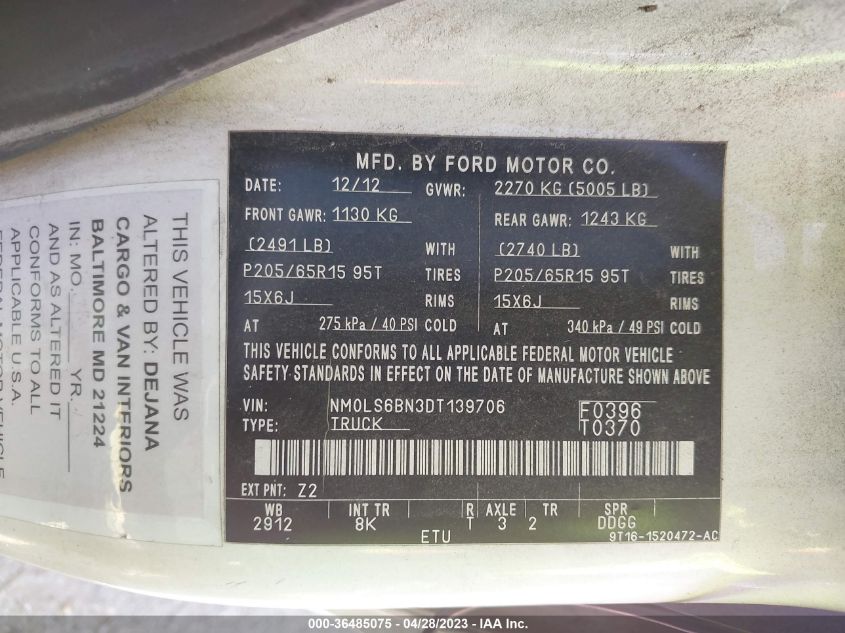 MFD. BY FORD MOTOR CO.
DATE: 12/12 GVWR: 2270 KG (5005 LB)
FRONT GAWR: 1130 KG REAR GAWR: 1243 KG
(2491 LB) WITH (2740 LB) WITH
P205/65R15 95T TIRES P205/65R15 95T TIRES
15X6J RIMS 15X6J RIMS
AT 275 kPa / 40 PSI COLD AT 340 kPa / 49 PSI COLD
THIS VEHICLE CONFORMS TO ALL APPLICABLE FEDERAL MOTOR VEHICLE
SAFETY STANDARDS IN EFFECT ON THE DATE OF MANUFACTURE SHOWN ABOVE
VIN: NM0LS6BN3DT139706 F0396
TYPE: TRUCK T0370
EXT PNT: Z2
WB INT TR R AXLE TR SPR
2912 8K T 3 2 DDGG
ETU 9T16-1520472-AC
THIS VEHICLE WAS
ALTERED BY: DEJANA
CARGO & VAN INTERIORS
BALTIMORE MD 21224
IN: MO. YR.
AND AS ALTERED IT
CONFORMS TO ALL
APPLICABLE U.S.A.
FEDERAL MOTOR VEHICLE
000-36485075 - 04/28/2023 - IAA Inc.